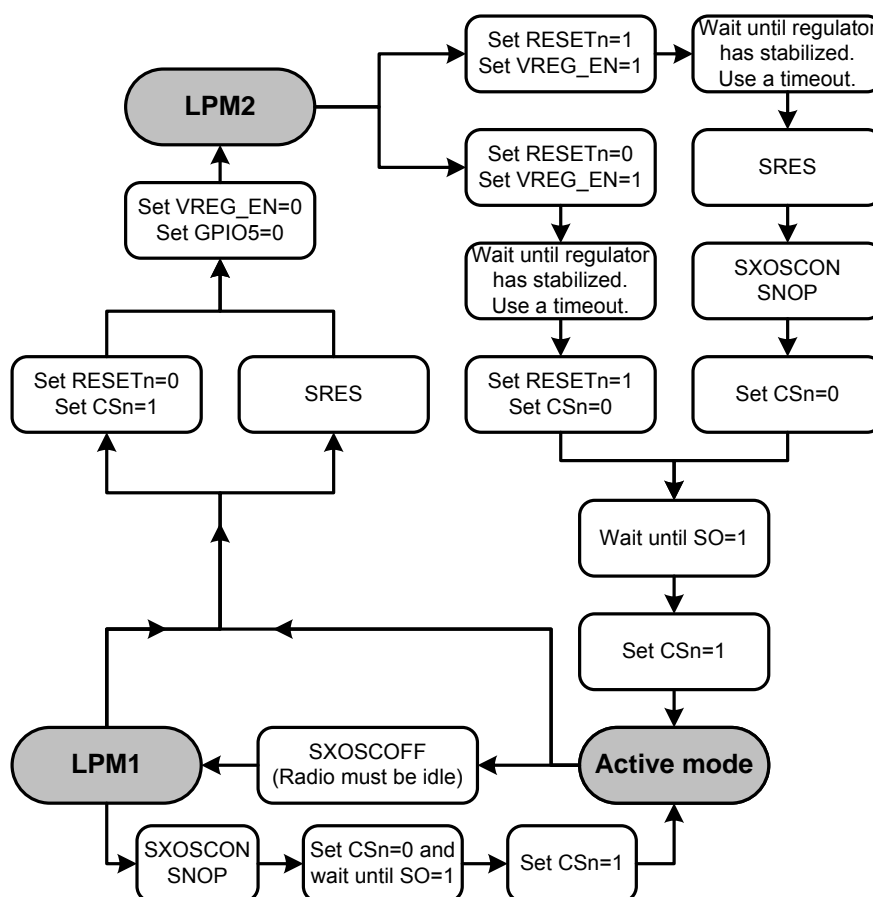 Set RESETn=1
Set VREG_EN=1
Wait until regulator
has stabilized.
Use a timeout.
LPM2
Set RESETn=0
Set VREG_EN=1
SRES
Set VREG_EN=0
Set GPIO5=0
Wait until regulator
has stabilized.
Use a timeout.
SXOSCON
SNOP
Set RESETn=0
Set CSn=1
SRES
Set RESETn=1
Set CSn=0
Set CSn=0
Wait until SO=1
Set CSn=1
LPM1
SXOSCOFF
(Radio must be idle)
Active mode
SXOSCON
SNOP
Set CSn=0 and
wait until SO=1
Set CSn=1